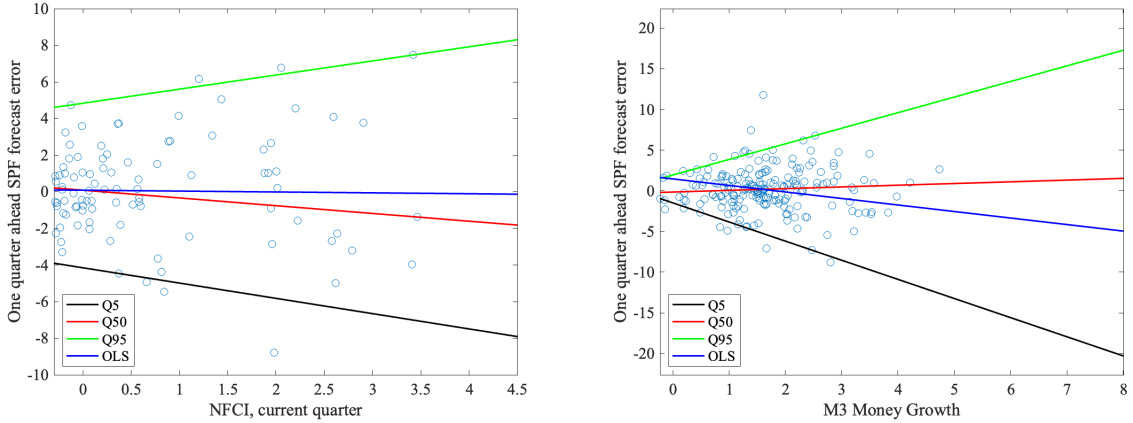 10
8
6
4
2
0
-2
-4
-6
-8
-10
One quarter ahead SPF forecast error
Q5
Q50
Q95
OLS
0 0.5 1 1.5 2 2.5 3 3.5 4 4.5
NFCI, current quarter
20
15
10
5
0
-5
-10
-15
-20
One quarter ahead SPF forecast error
Q5
Q50
Q95
OLS
0 1 2 3 4 5 6 7 8
M3 Money Growth